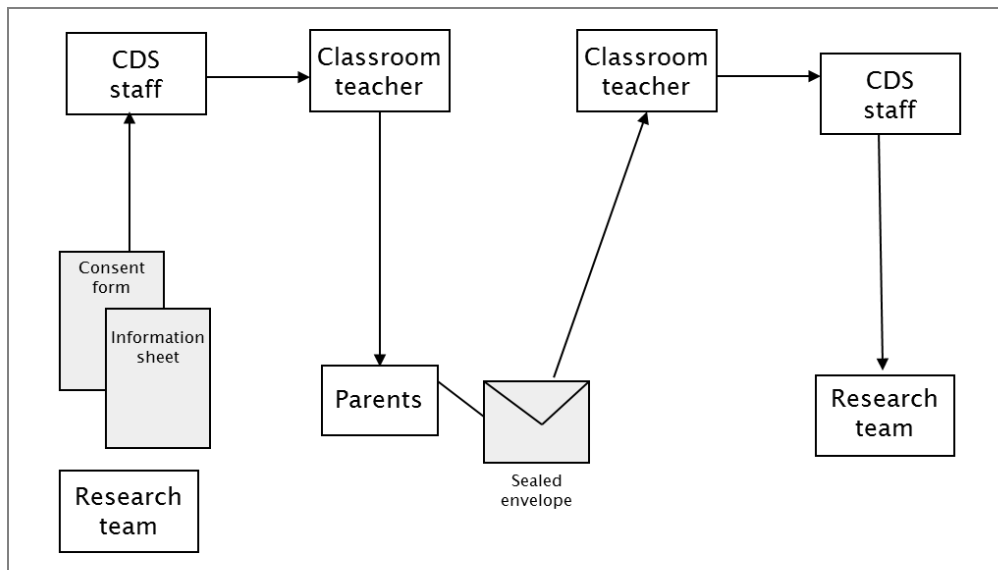 CDS
staff
Classroom
teacher
Classroom
teacher
CDS
staff
Consent
form
Information
sheet
Parents
Sealed
envelope
Research
team
Research
team